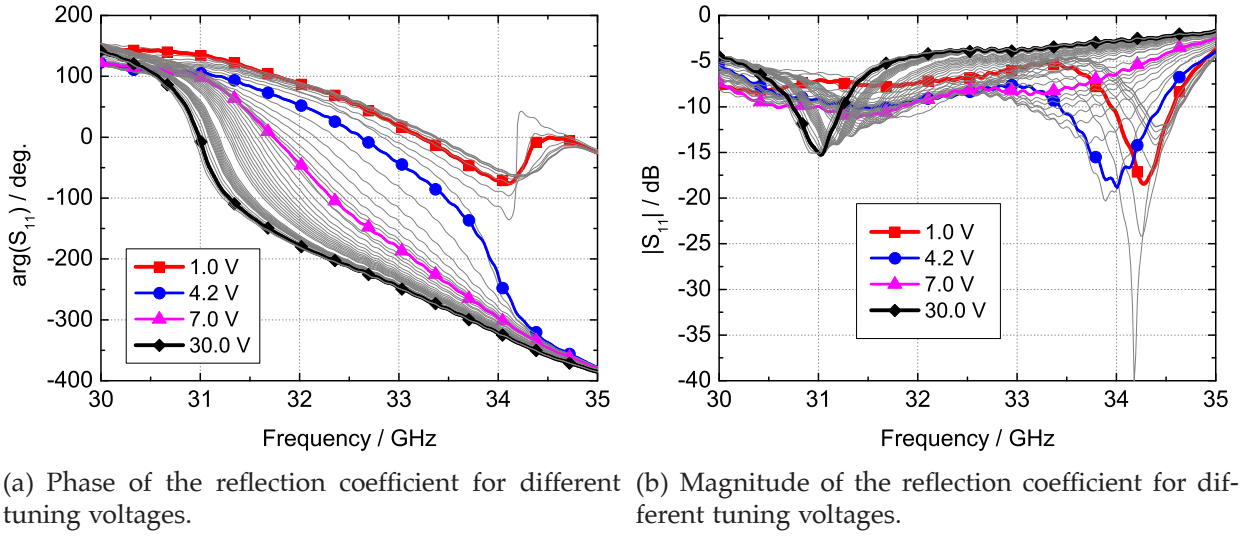 150
100
0
-100
-200
-300
-400
arg(S11) / deg.
1.0 V
4.2 V
7.0 V
30.0 V
30 31 32 33 34 35
Frequency / GHz
0
-5
-10
-15
-20
-25
-30
-35
-40
|S11| / dB
1.0 V
4.2 V
7.0 V
30.0 V
30 31 32 33 34 35
Frequency / GHz
(a) Phase of the reflection coefficient for different
tuning voltages.
(b) Magnitude of the reflection coefficient for dif-
ferent tuning voltages.